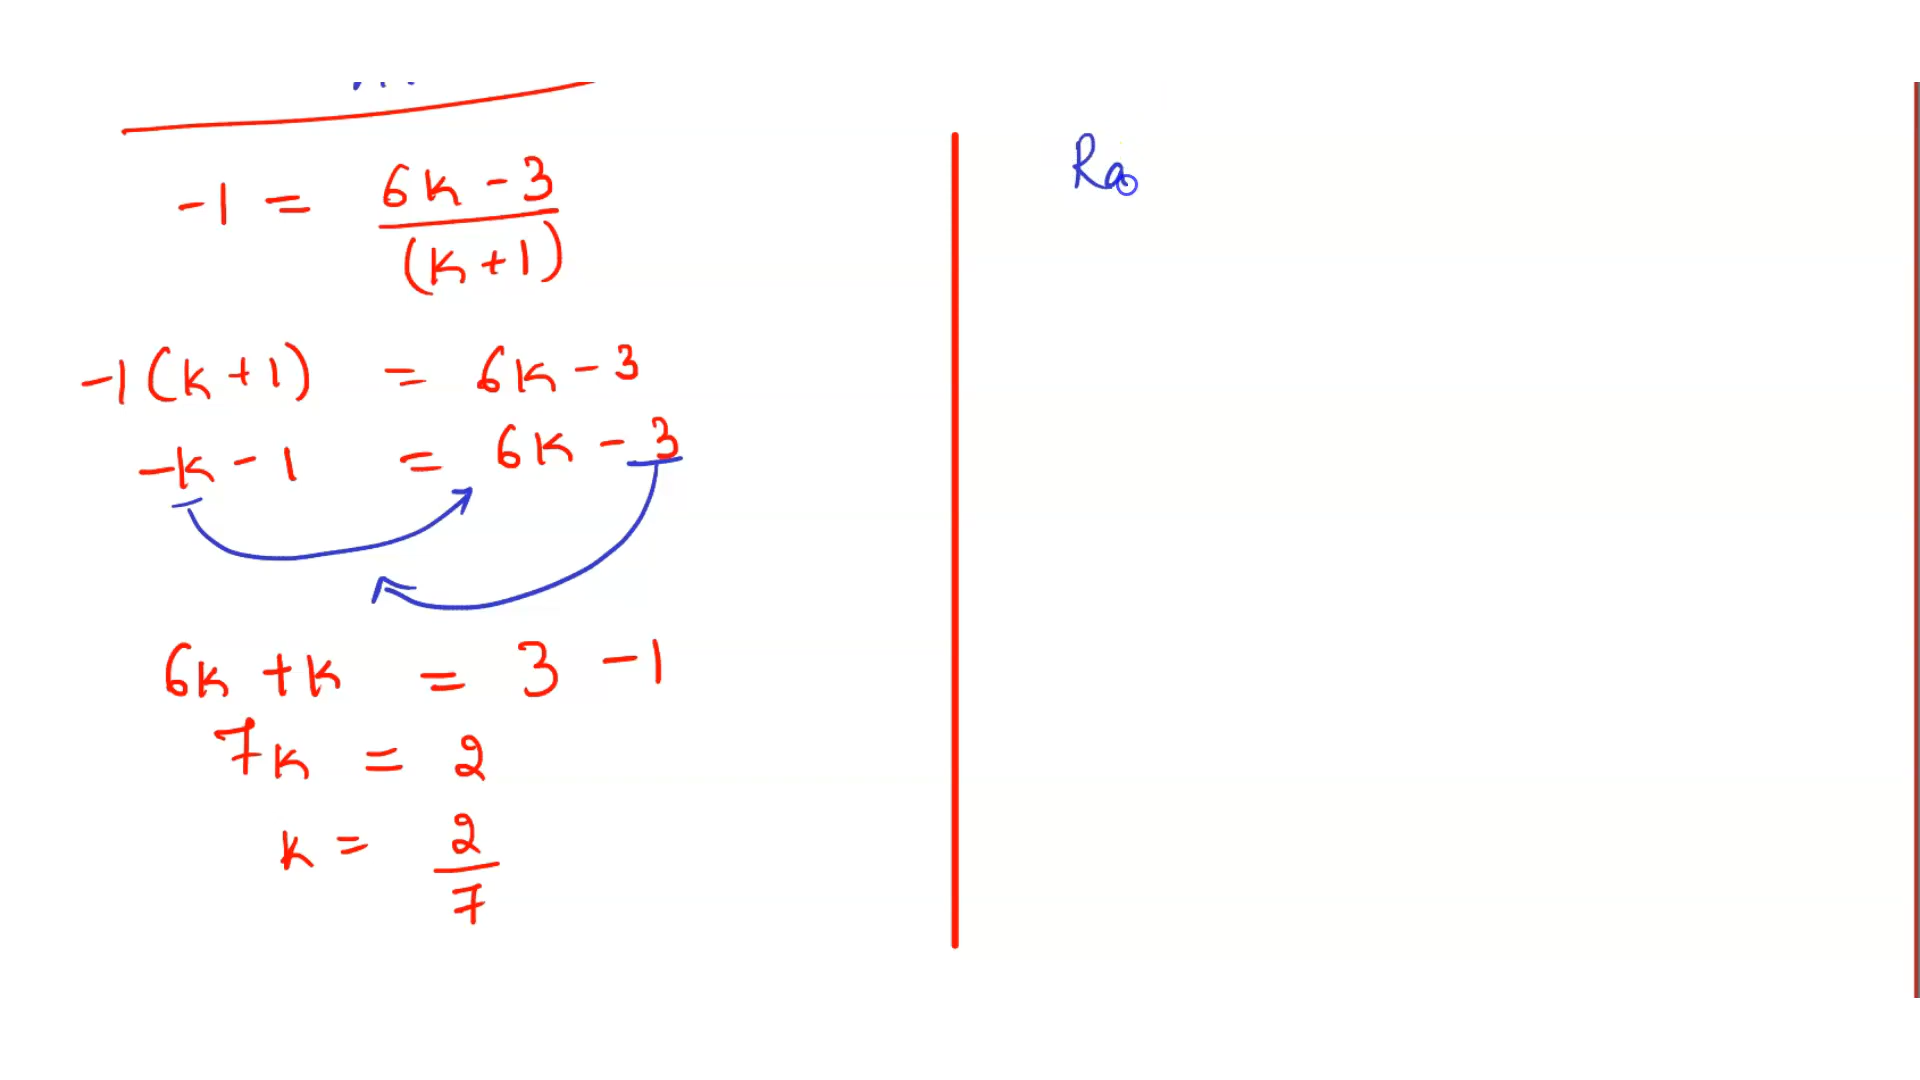 -1 = (6k - 3)/(k+1)
-1(k+1) = 6k - 3
-k - 1 = 6k - 3
6k + k = 3 - 1
7k = 2
k = 2/7
Ra